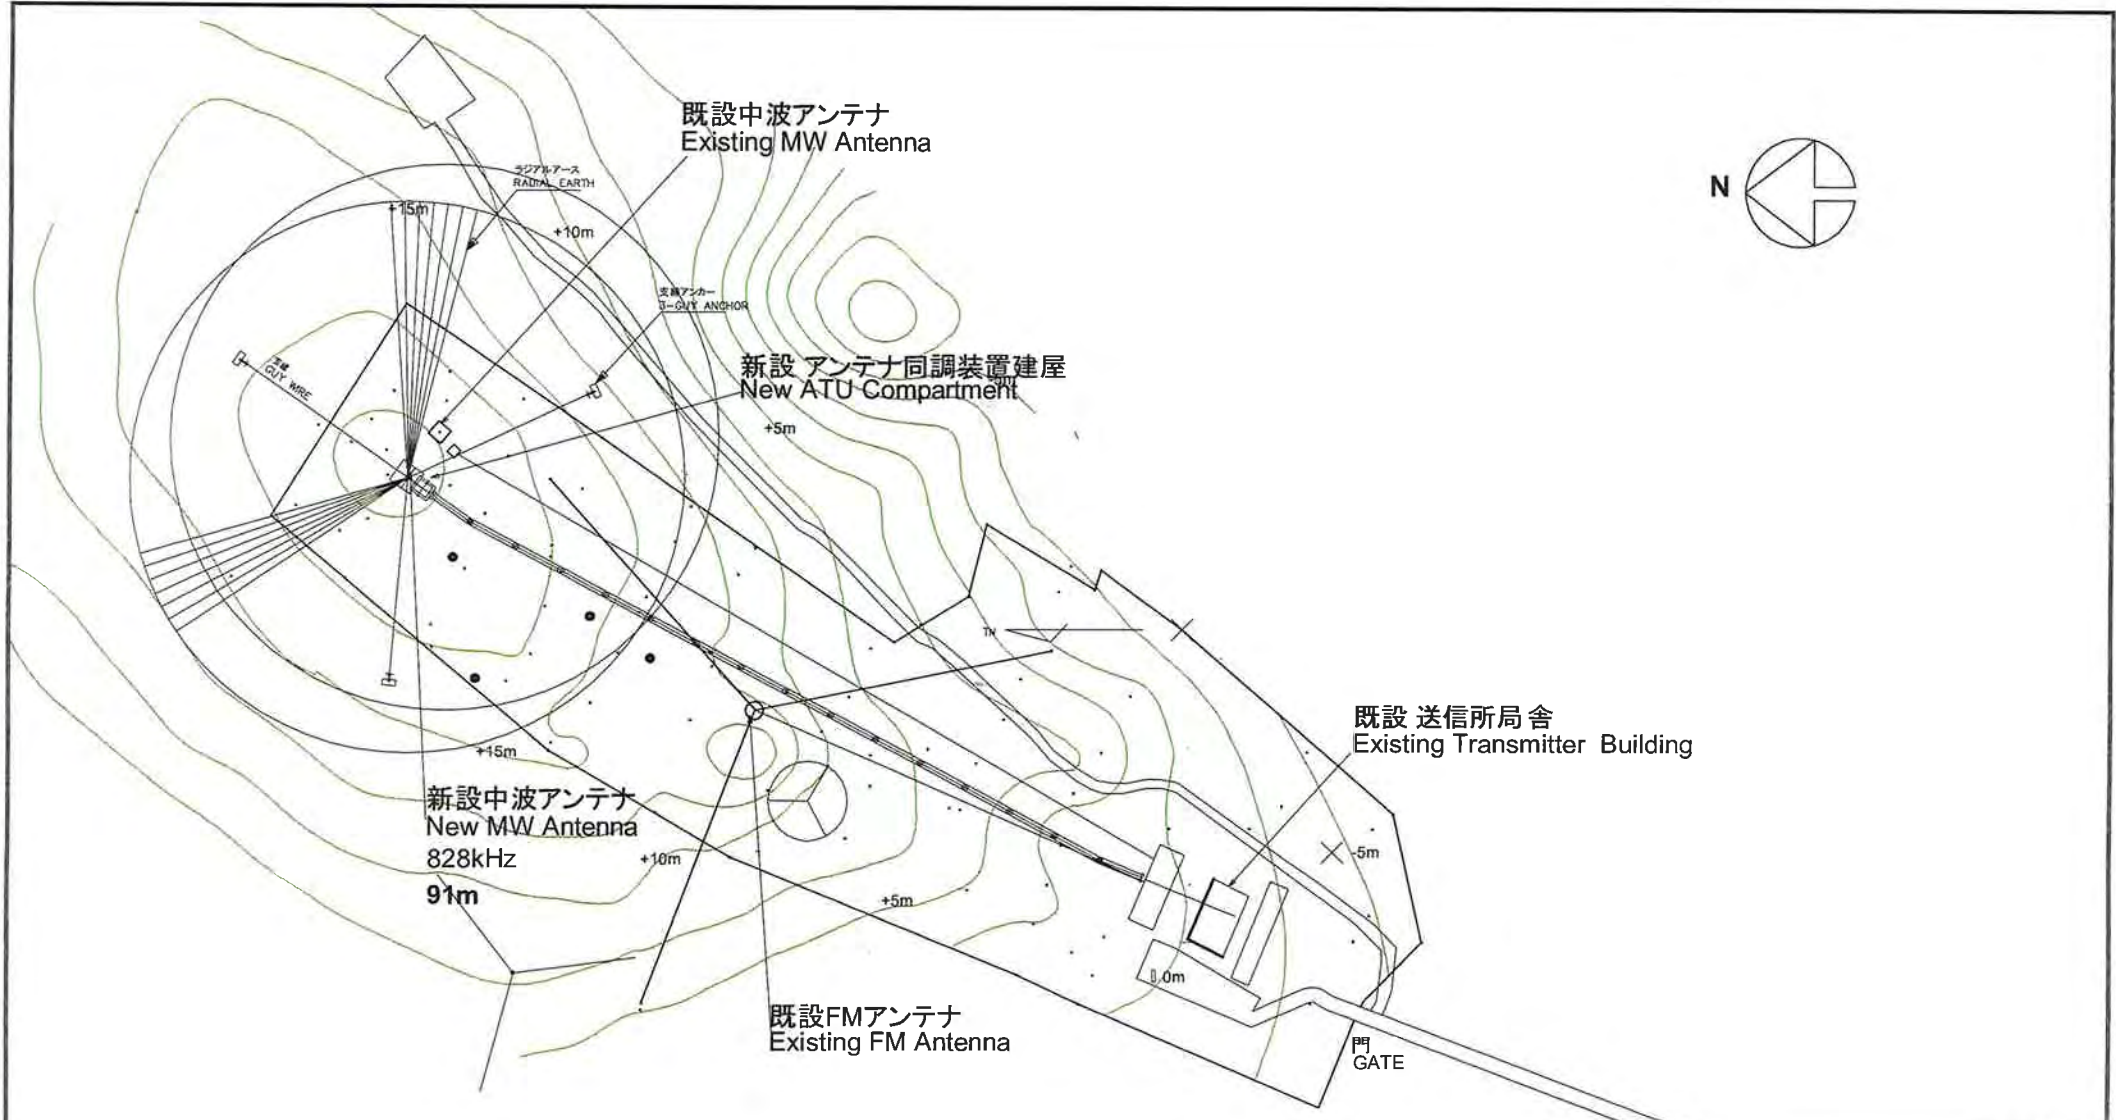 既設中波アンテナ
Existing MW Antenna
ラジアルアース
RADIAL EARTH
N
+15m
+10m
支線アンカー
3-GUY ANCHOR
支線
GUY WIRE
新設 アンテナ同調装置建屋
New ATU Compartment
+5m
TN
既設 送信所局舎
Existing Transmitter Building
+15m
新設中波アンテナ
New MW Antenna
828kHz
91m
+10m
-5m
+5m
0m
既設FMアンテナ
Existing FM Antenna
門
GATE